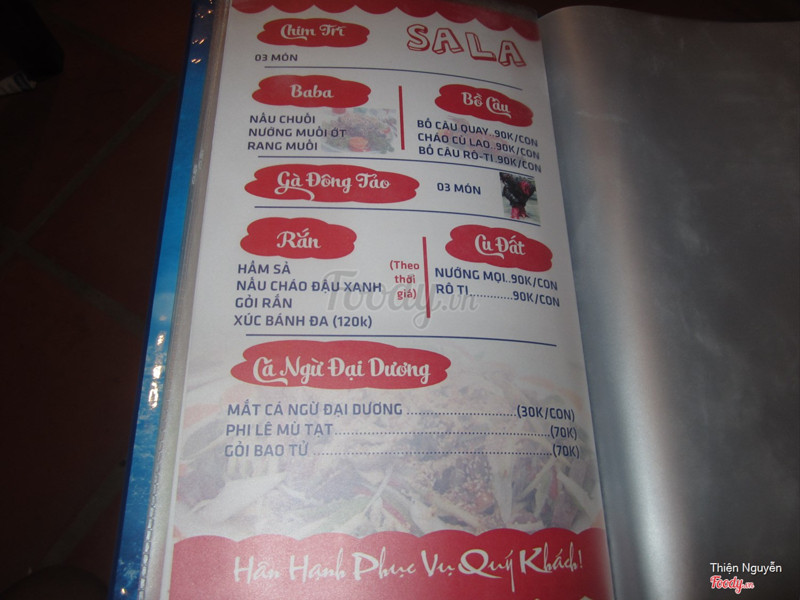 Chim Trĩ
SALA
03 MÓN
Baba
NẤU CHUỐI
NƯỚNG MUỐI ỚT
RANG MUỐI
Bồ Câu
BỒ CÂU QUAY..90K/CON
CHÁO CÙ LAO..90K/CON
BỒ CÂU RÔ-TI.90K/CON
Gà Đông Tảo
03 MÓN
Rắn
HẦM SẢ
NẤU CHÁO ĐẬU XANH
GỎI RẮN
XÚC BÁNH ĐA (120k)
(Theo
thời
giá)
Cu Đất
NƯỚNG MỌI..90K/CON
RÔ TI............90K/CON
Foody.vn
Cá Ngừ Đại Dương
MẮT CÁ NGỪ ĐẠI DƯƠNG ......................(30K/CON)
PHI LÊ MÙ TẠT...........................................(70K)
GỎI BAO TỬ ...............................................(70K)
Hân Hạnh Phục Vụ Quý Khách!
Thiện Nguyễn
Foody.vn